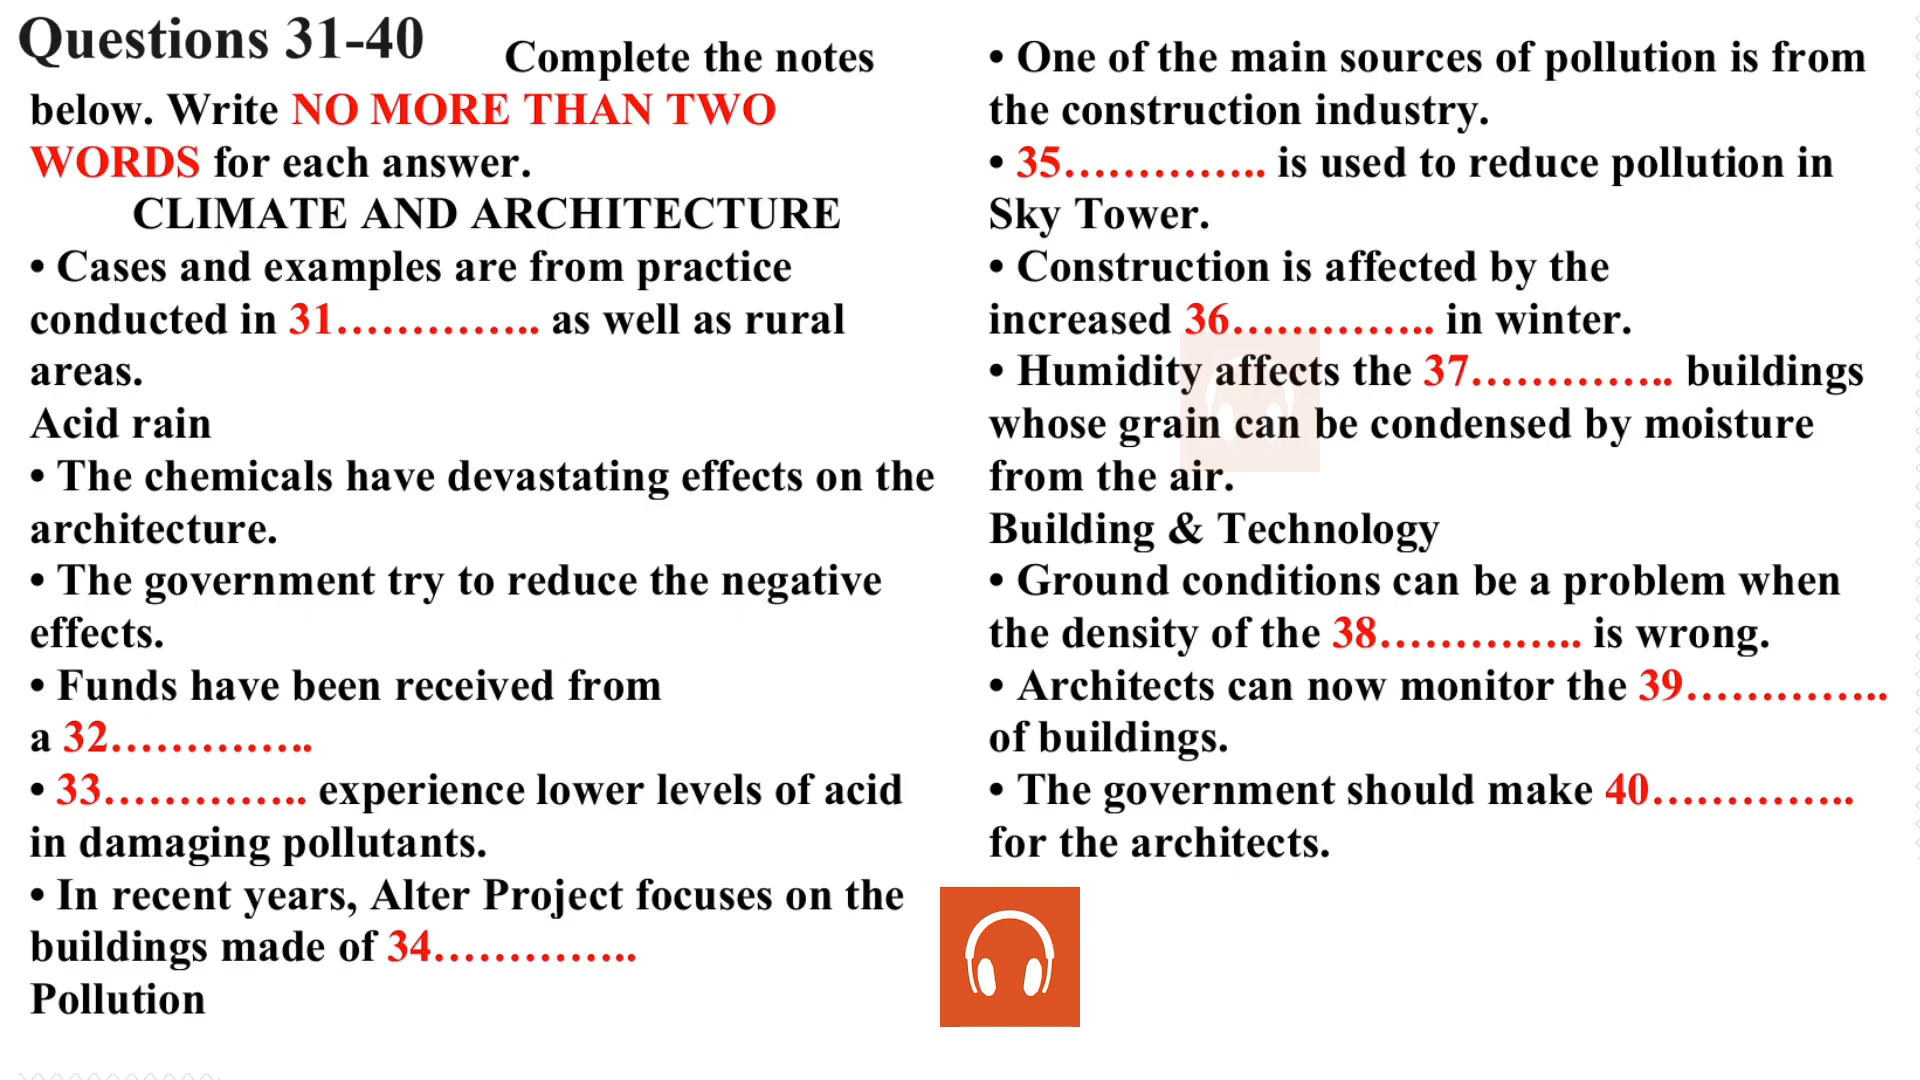 Questions 31-40 Complete the notes
below. Write NO MORE THAN TWO
WORDS for each answer.
CLIMATE AND ARCHITECTURE
• Cases and examples are from practice
conducted in 31………….. as well as rural
areas.
Acid rain
• The chemicals have devastating effects on the
architecture.
• The government try to reduce the negative
effects.
• Funds have been received from
a 32…………..
• 33………….. experience lower levels of acid
in damaging pollutants.
• In recent years, Alter Project focuses on the
buildings made of 34…………..
Pollution
• One of the main sources of pollution is from
the construction industry.
• 35………….. is used to reduce pollution in
Sky Tower.
• Construction is affected by the
increased 36………….. in winter.
• Humidity affects the 37………….. buildings
whose grain can be condensed by moisture
from the air.
Building & Technology
• Ground conditions can be a problem when
the density of the 38………….. is wrong.
• Architects can now monitor the 39…………..
of buildings.
• The government should make 40…………..
for the architects.